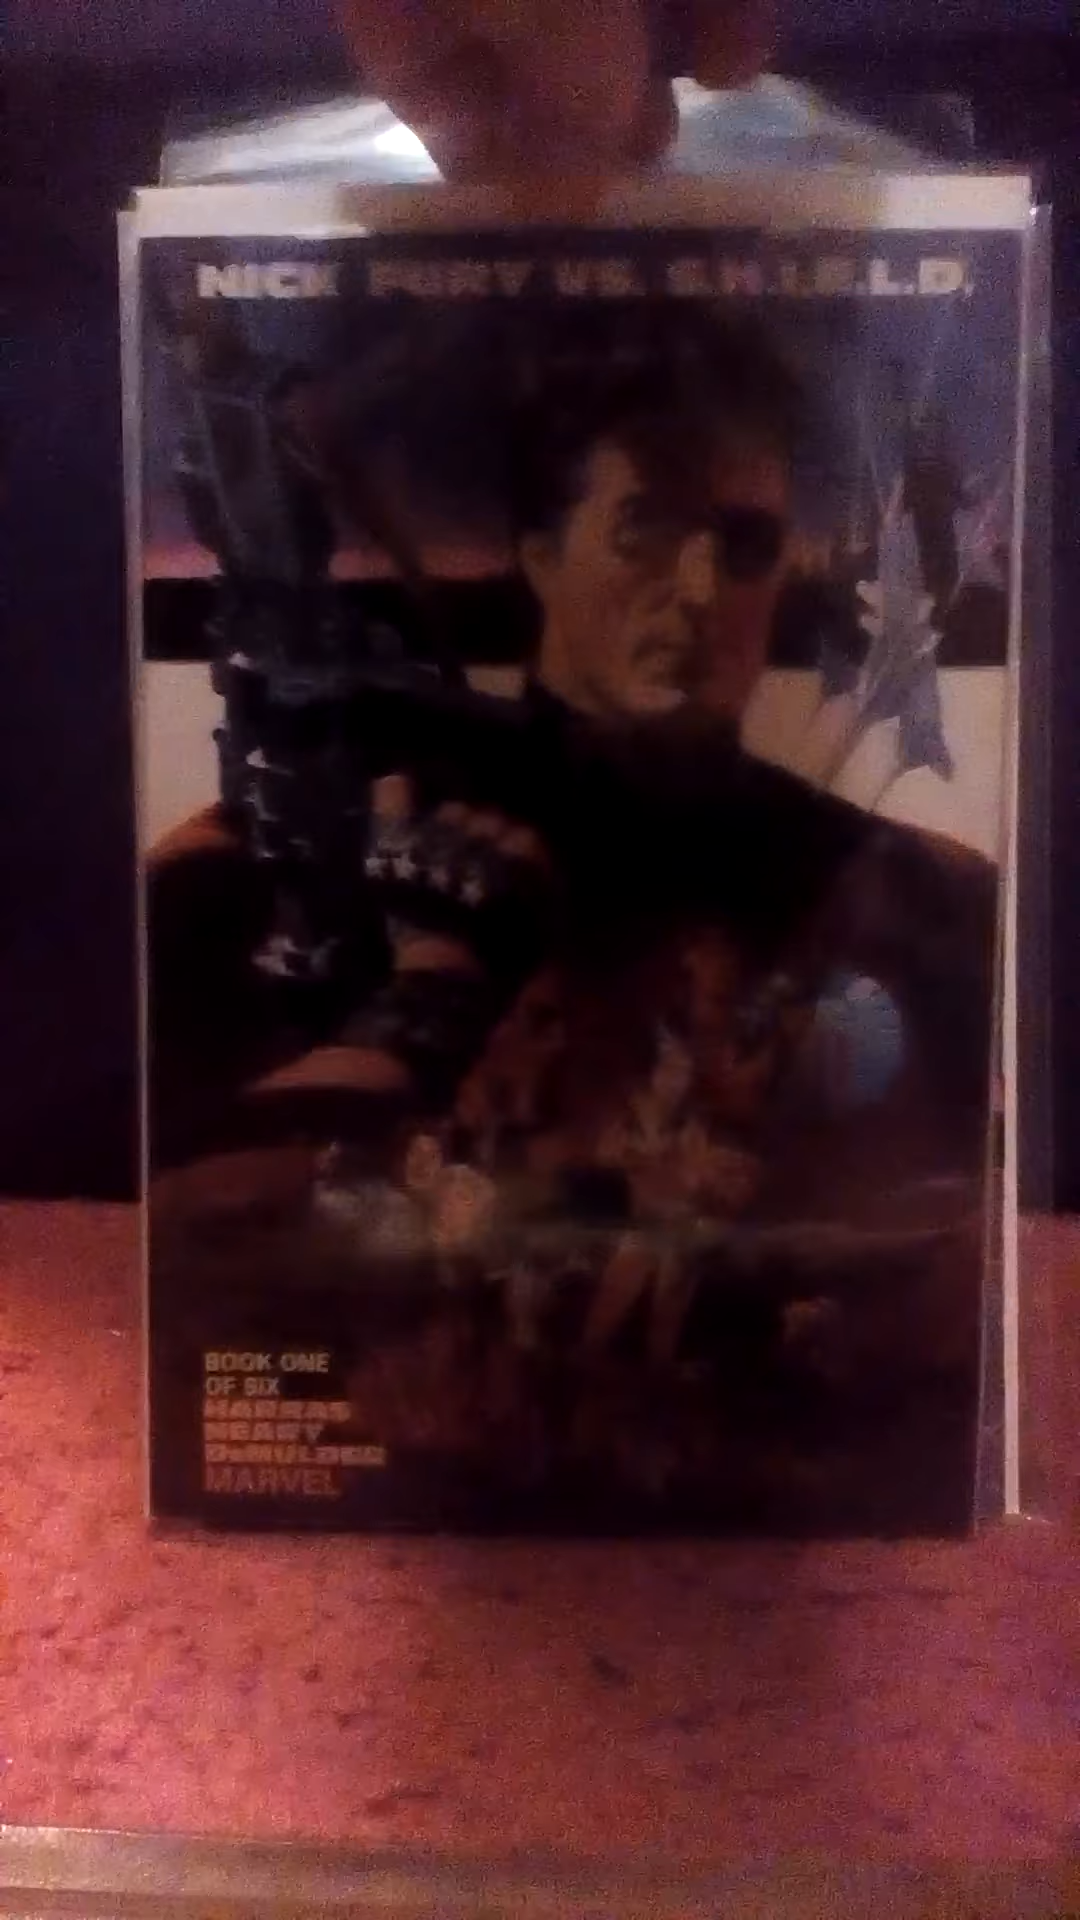 NICK FURY VS. S.H.I.E.L.D.
BOOK ONE
OF SIX
HARRAS
NEARY
DeMULDER
MARVEL